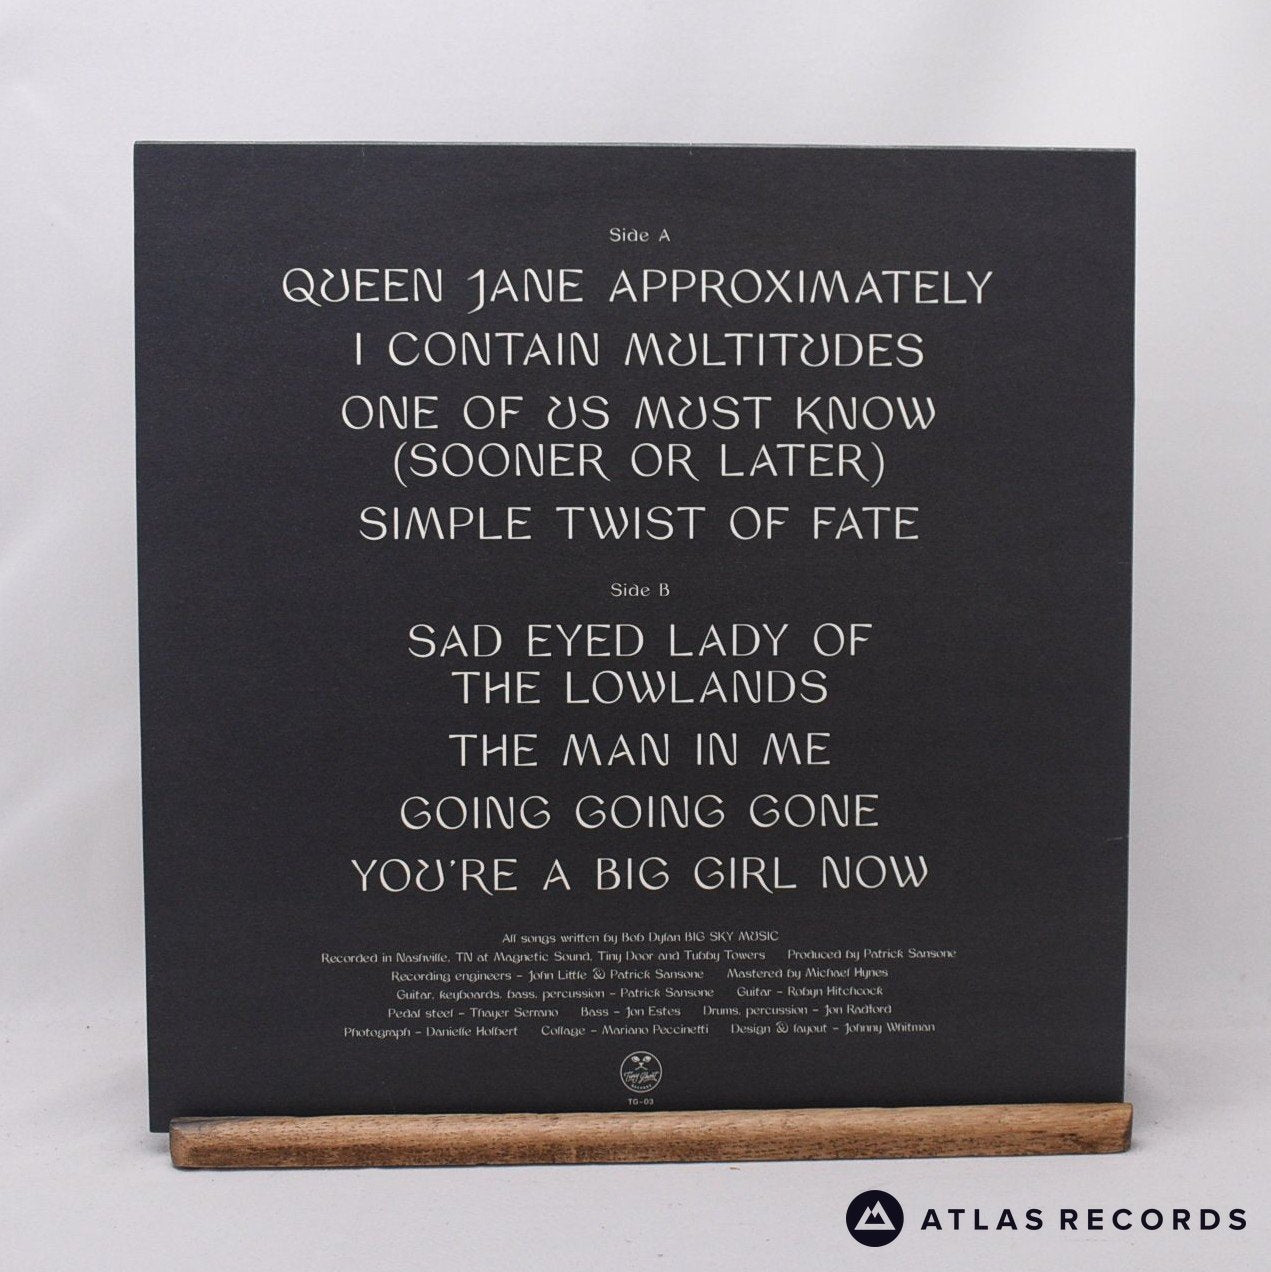 Side A
QUEEN JANE APPROXIMATELY
I CONTAIN MULTITUDES
ONE OF US MUST KNOW
(SOONER OR LATER)
SIMPLE TWIST OF FATE
Side B
SAD EYED LADY OF
THE LOWLANDS
THE MAN IN ME
GOING GOING GONE
YOU'RE A BIG GIRL NOW
All songs written by Bob Dylan BIG SKY MUSIC
Recorded in Nashville, TN at Magnetic Sound, Tiny Door and Tubby Towers Produced by Patrick Sansone
Recording engineers – John Little & Patrick Sansone Mastered by Michael Hynes
Guitar, keyboards, bass, percussion – Patrick Sansone Guitar – Robyn Hitchcock
Pedal steel – Thayer Serrano Bass – Jon Estes Drums, percussion – Jon Radford
Photograph – Danielle Holbert Collage – Mariano Peccinetti Design & layout – Johnny Whitman
Tiny Ghost
RECORDS
TG-03
ATLAS RECORDS